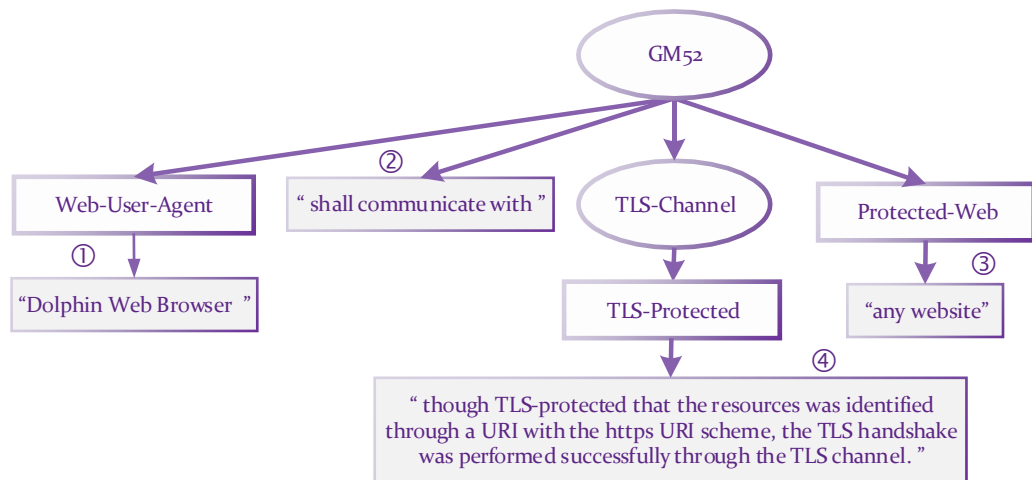 GM52
②
Web-User-Agent
“ shall communicate with ”
TLS-Channel
Protected-Web
①
③
“Dolphin Web Browser ”
TLS-Protected
“any website”
④
“ though TLS-protected that the resources was identified
through a URI with the https URI scheme, the TLS handshake
was performed successfully through the TLS channel. ”